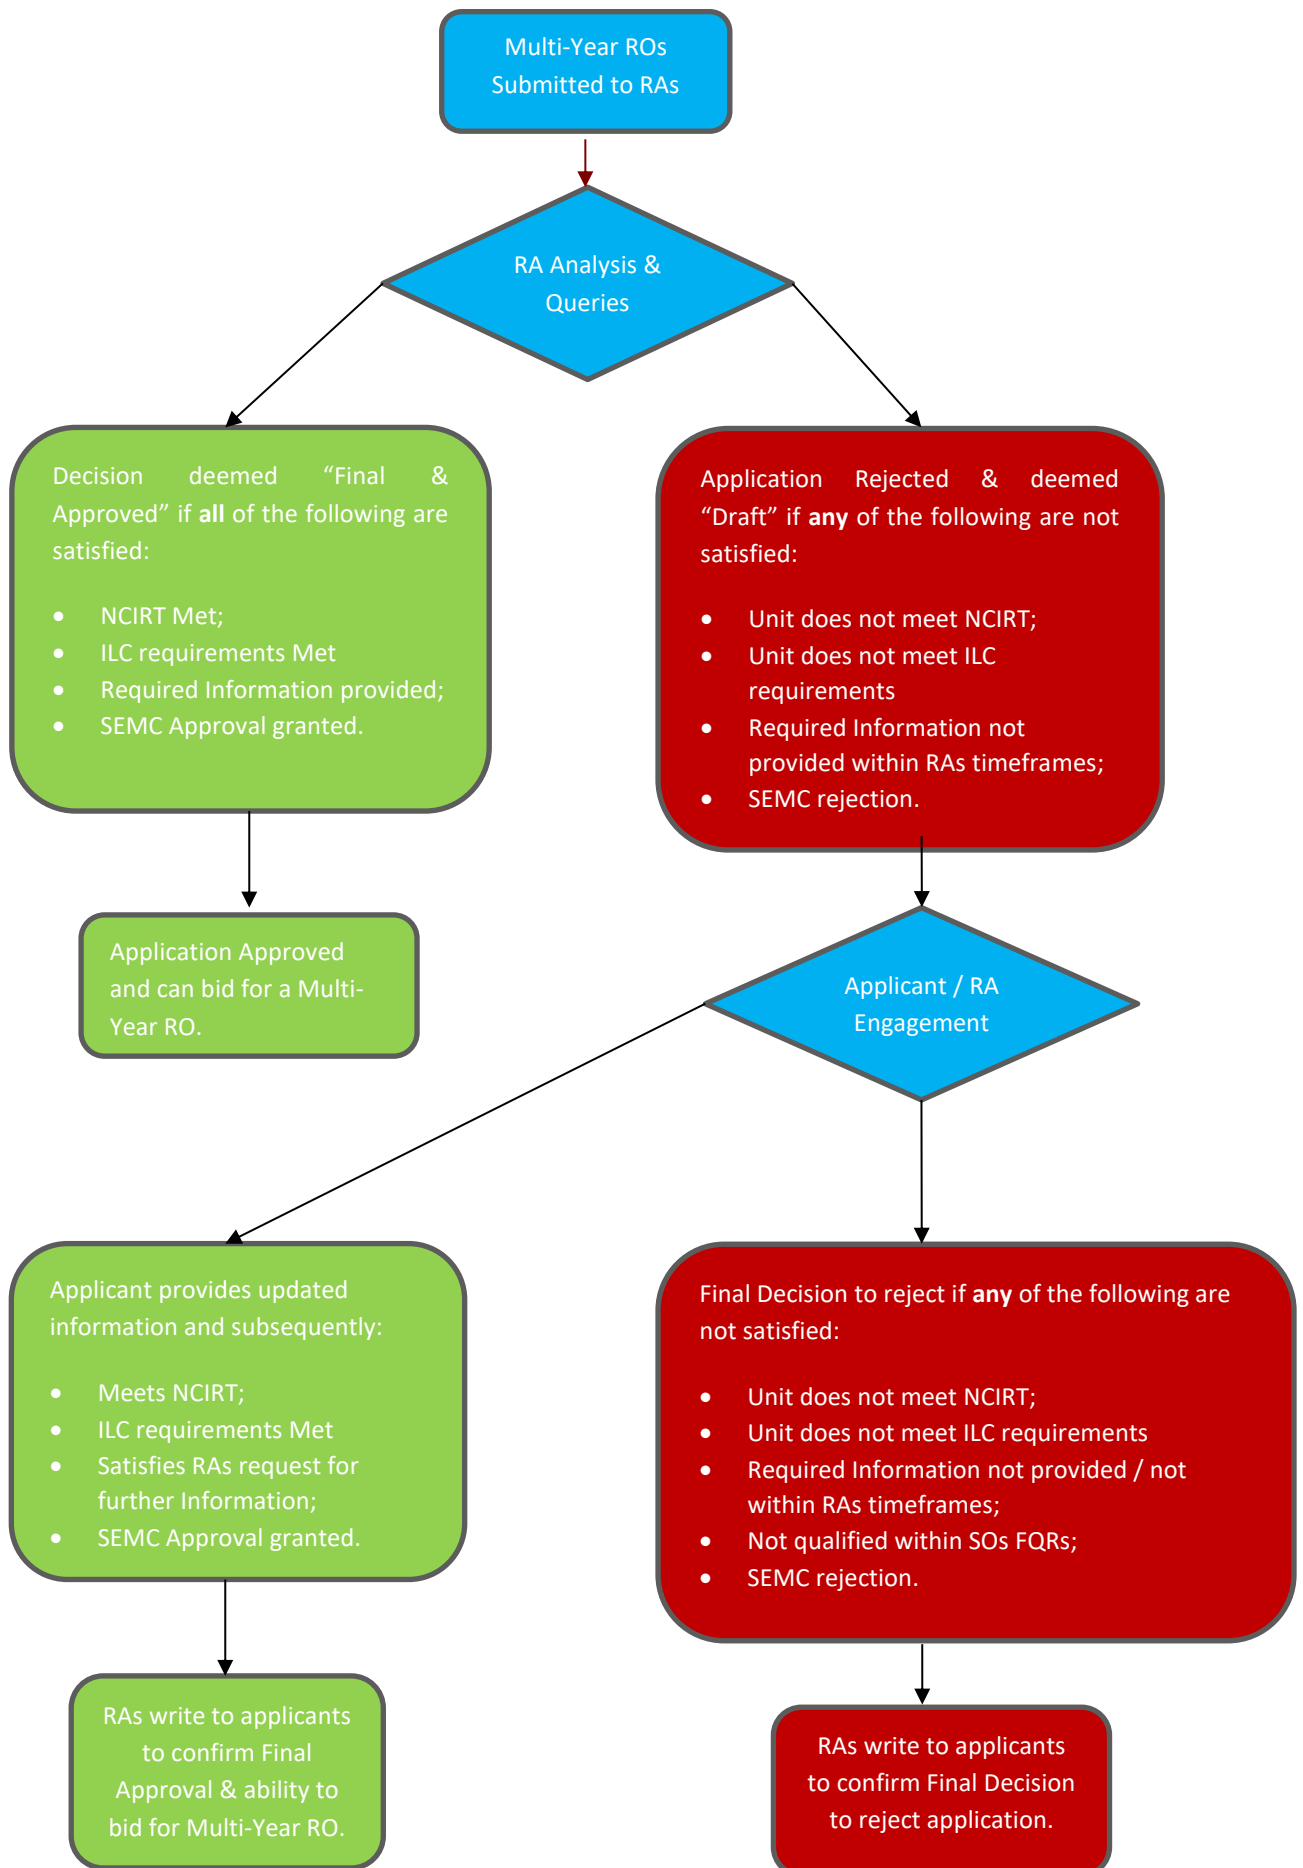 Multi-Year ROs
Submitted to RAs
RA Analysis &
Queries
Decision deemed “Final &
Approved” if all of the following are
satisfied:
• NCIRT Met;
• ILC requirements Met
• Required Information provided;
• SEMC Approval granted.
Application Rejected & deemed
“Draft” if any of the following are not
satisfied:
• Unit does not meet NCIRT;
• Unit does not meet ILC
requirements
• Required Information not
provided within RAs timeframes;
• SEMC rejection.
Application Approved
and can bid for a Multi-
Year RO.
Applicant / RA
Engagement
Applicant provides updated
information and subsequently:
• Meets NCIRT;
• ILC requirements Met
• Satisfies RAs request for
further Information;
• SEMC Approval granted.
Final Decision to reject if any of the following are
not satisfied:
• Unit does not meet NCIRT;
• Unit does not meet ILC requirements
• Required Information not provided / not
within RAs timeframes;
• Not qualified within SOs FQRs;
• SEMC rejection.
RAs write to applicants
to confirm Final
Approval & ability to
bid for Multi-Year RO.
RAs write to applicants
to confirm Final Decision
to reject application.